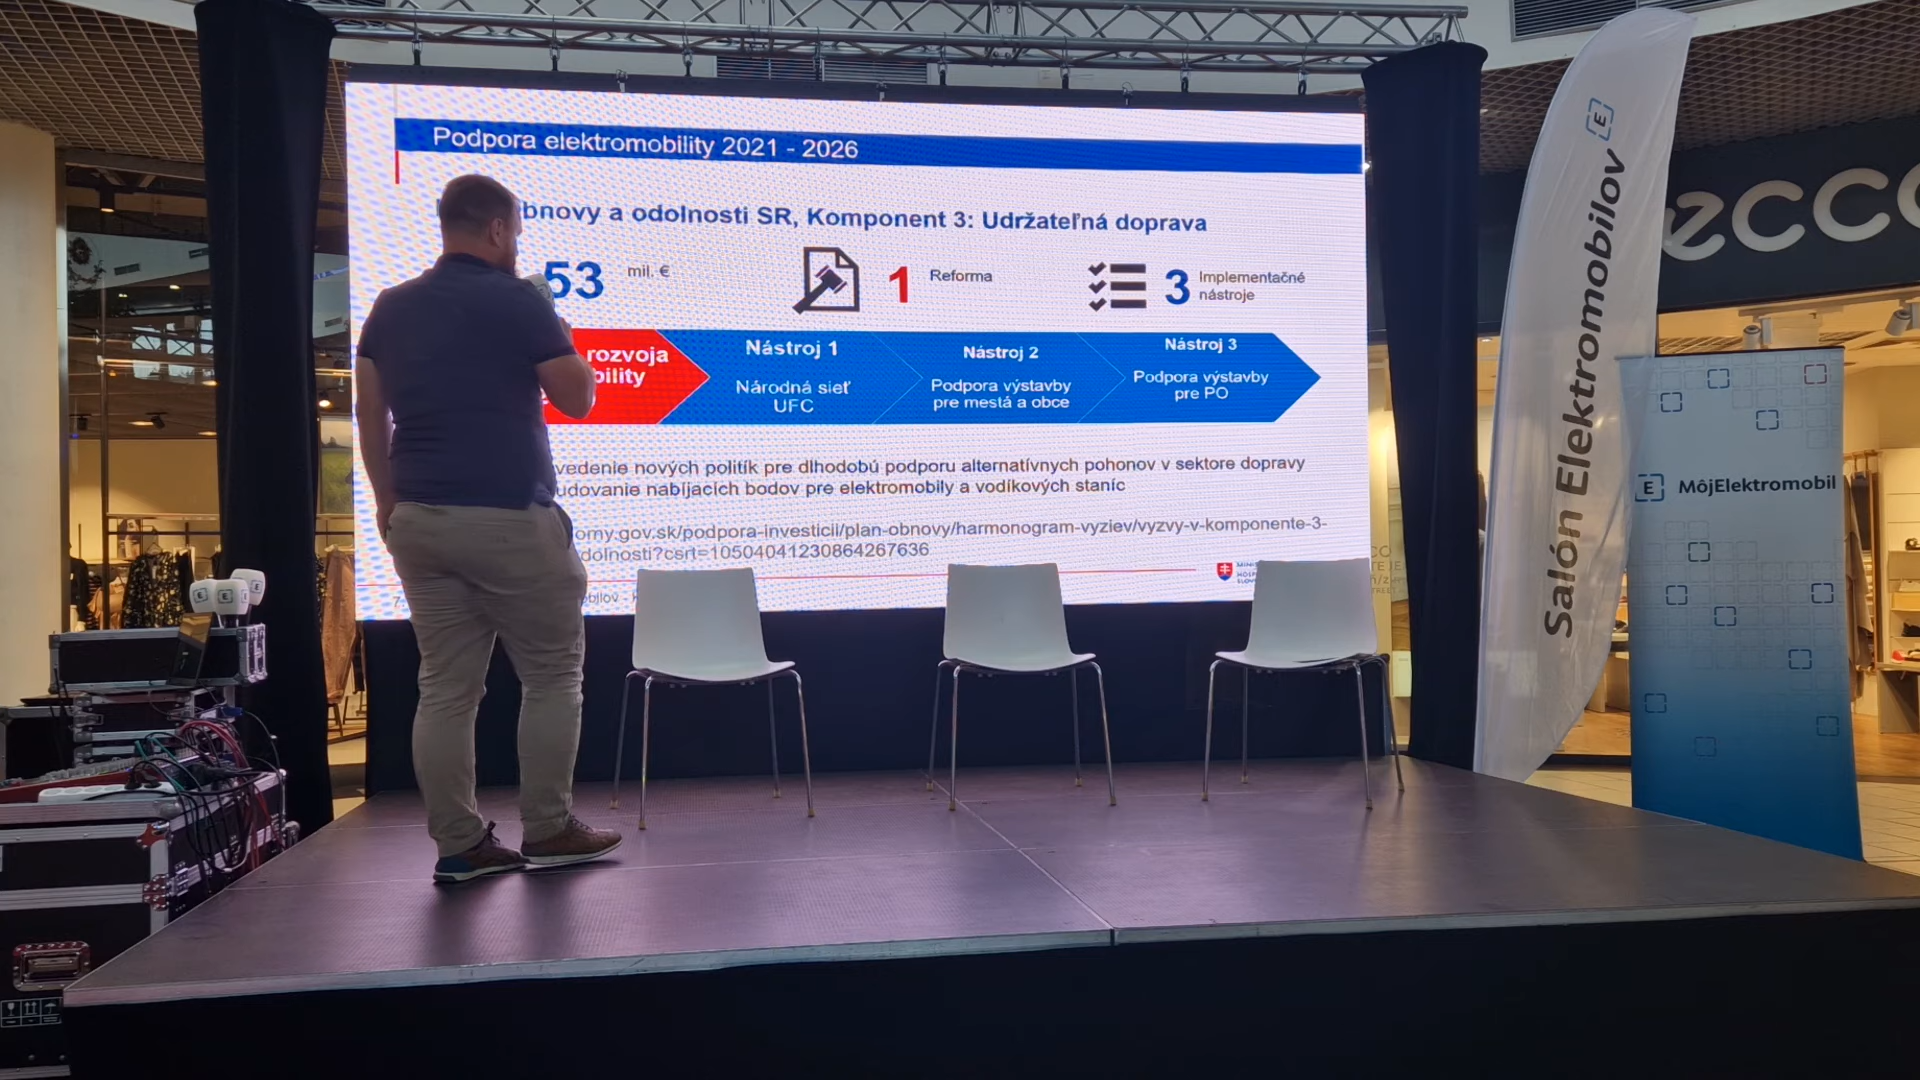 Podpora elektromobility 2021 - 2026
bnovy a odolnosti SR, Komponent 3: Udržateľná doprava
53 mil. €
1 Reforma
3 Implementačné
nástroje
rozvoja
bility
Nástroj 1
Národná sieť
UFC
Nástroj 2
Podpora výstavby
pre mestá a obce
Nástroj 3
Podpora výstavby
pre PO
vedenie nových politík pre dlhodobú podporu alternatívnych pohonov v sektore dopravy
udovanie nabíjacích bodov pre elektromobily a vodíkových staníc
omy.gov.sk/podpora-investicii/plan-obnovy/harmonogram-vyziev/vyzvy-v-komponente-3-
dolnosti?csrt=10504041230864267636
bilov
Salón Elektromobilov E
E MôjElektromobil
ecco